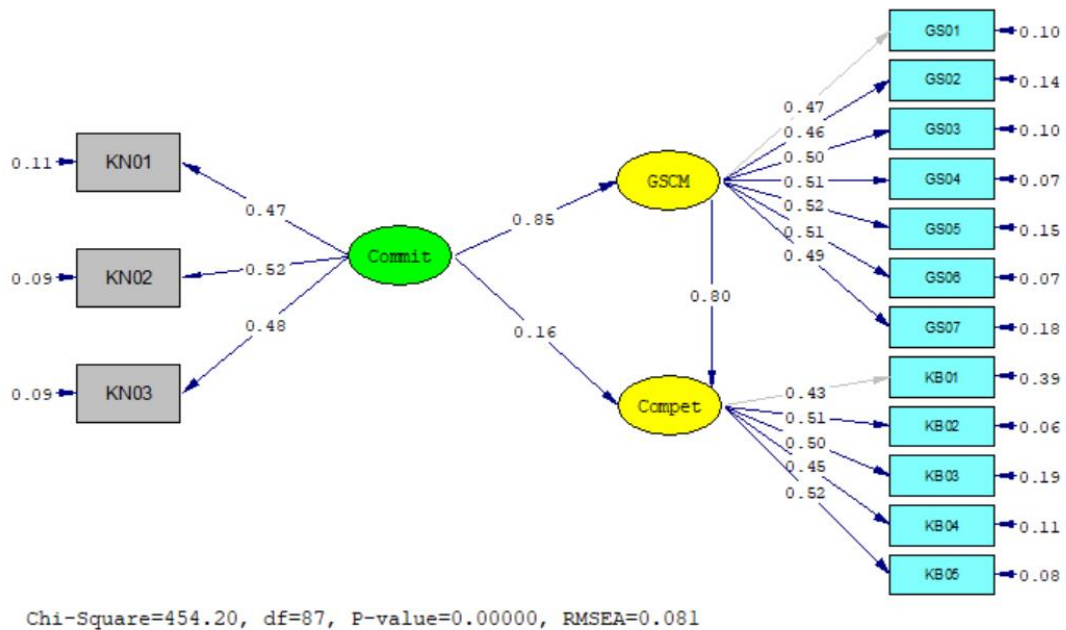 GS01
0.10
GS02
0.14
GS03
0.10
GS04
0.07
GS05
0.15
GS06
0.07
GS07
0.18
KB01
0.39
KB02
0.06
KB03
0.19
KB04
0.11
KB05
0.08
0.47
0.46
0.50
0.51
0.52
0.51
0.49
0.43
0.51
0.50
0.45
0.52
GSCM
0.85
0.80
Commit
0.16
Compet
0.11
KN01
0.47
0.09
KN02
0.52
0.09
KN03
0.48
Chi-Square=454.20, df=87, P-value=0.00000, RMSEA=0.081